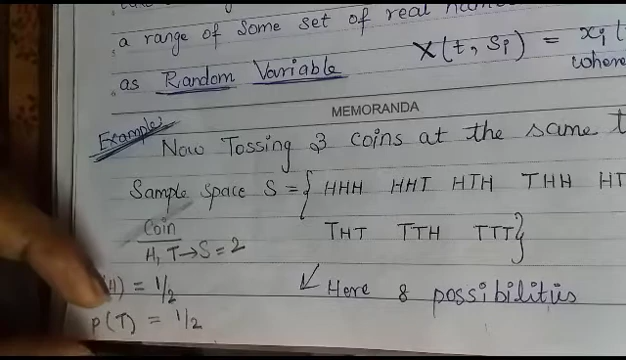 a range of some set of real
as Random Variable X(t, Si) = xi(
where
MEMORANDA
Example:
Now Tossing 3 coins at the same t
Sample space S = { HHH HHT HTH THH HT
THT TTH TTT}
Coin
H, T → S = 2
(H) = 1/2
Here 8 possibilities
P(T) = 1/2